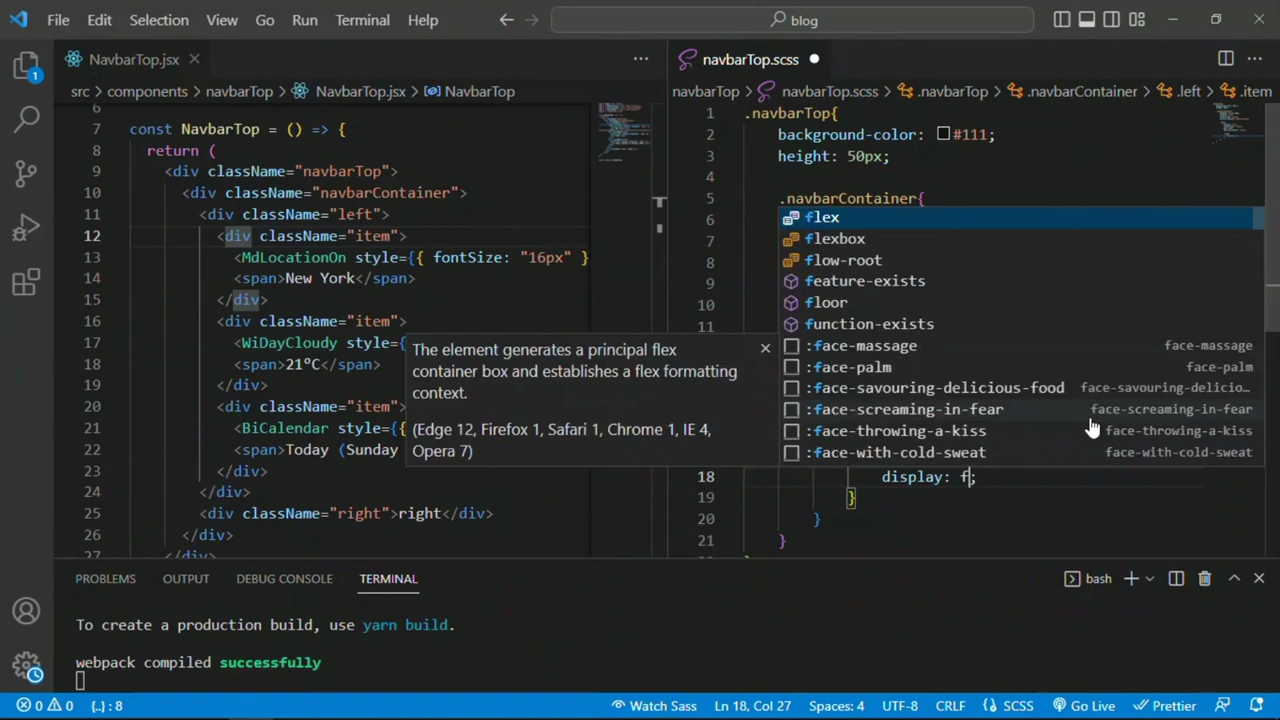 File Edit Selection View Go Run Terminal Help
blog
NavbarTop.jsx
src components navbarTop NavbarTop.jsx NavbarTop
6
7 const NavbarTop = () => {
8 return (
9 <div className="navbarTop">
10 <div className="navbarContainer">
11 <div className="left">
12 <div className="item">
13 <MdLocationOn style={{ fontSize: "16px" }
14 <span>New York</span>
15 </div>
16 <div className="item">
17 <WiDayCloudy style={
18 <span>21°C</span>
19 </div>
20 <div className="item">
21 <BiCalendar style={{
22 <span>Today (Sunday
23 </div>
24 </div>
25 <div className="right">right</div>
26 </div>
27 </div>
navbarTop.scss
navbarTop navbarTop.scss .navbarTop .navbarContainer .left .item
1 .navbarTop{
2 background-color: #111;
3 height: 50px;
4
5 .navbarContainer{
6
7
8
9
10
11
flex
flexbox
flow-root
feature-exists
floor
function-exists
:face-massage face-massage
:face-palm face-palm
:face-savouring-delicious-food face-savouring-delicio...
:face-screaming-in-fear face-screaming-in-fear
:face-throwing-a-kiss face-throwing-a-kiss
:face-with-cold-sweat face-with-cold-sweat
The element generates a principal flex
container box and establishes a flex formatting
context.
(Edge 12, Firefox 1, Safari 1, Chrome 1, IE 4,
Opera 7)
18 display: f;
19 }
20 }
21 }
PROBLEMS OUTPUT DEBUG CONSOLE TERMINAL
bash
To create a production build, use yarn build.
webpack compiled successfully
0 0 {..} : 8 Watch Sass Ln 18, Col 27 Spaces: 4 UTF-8 CRLF SCSS Go Live Prettier